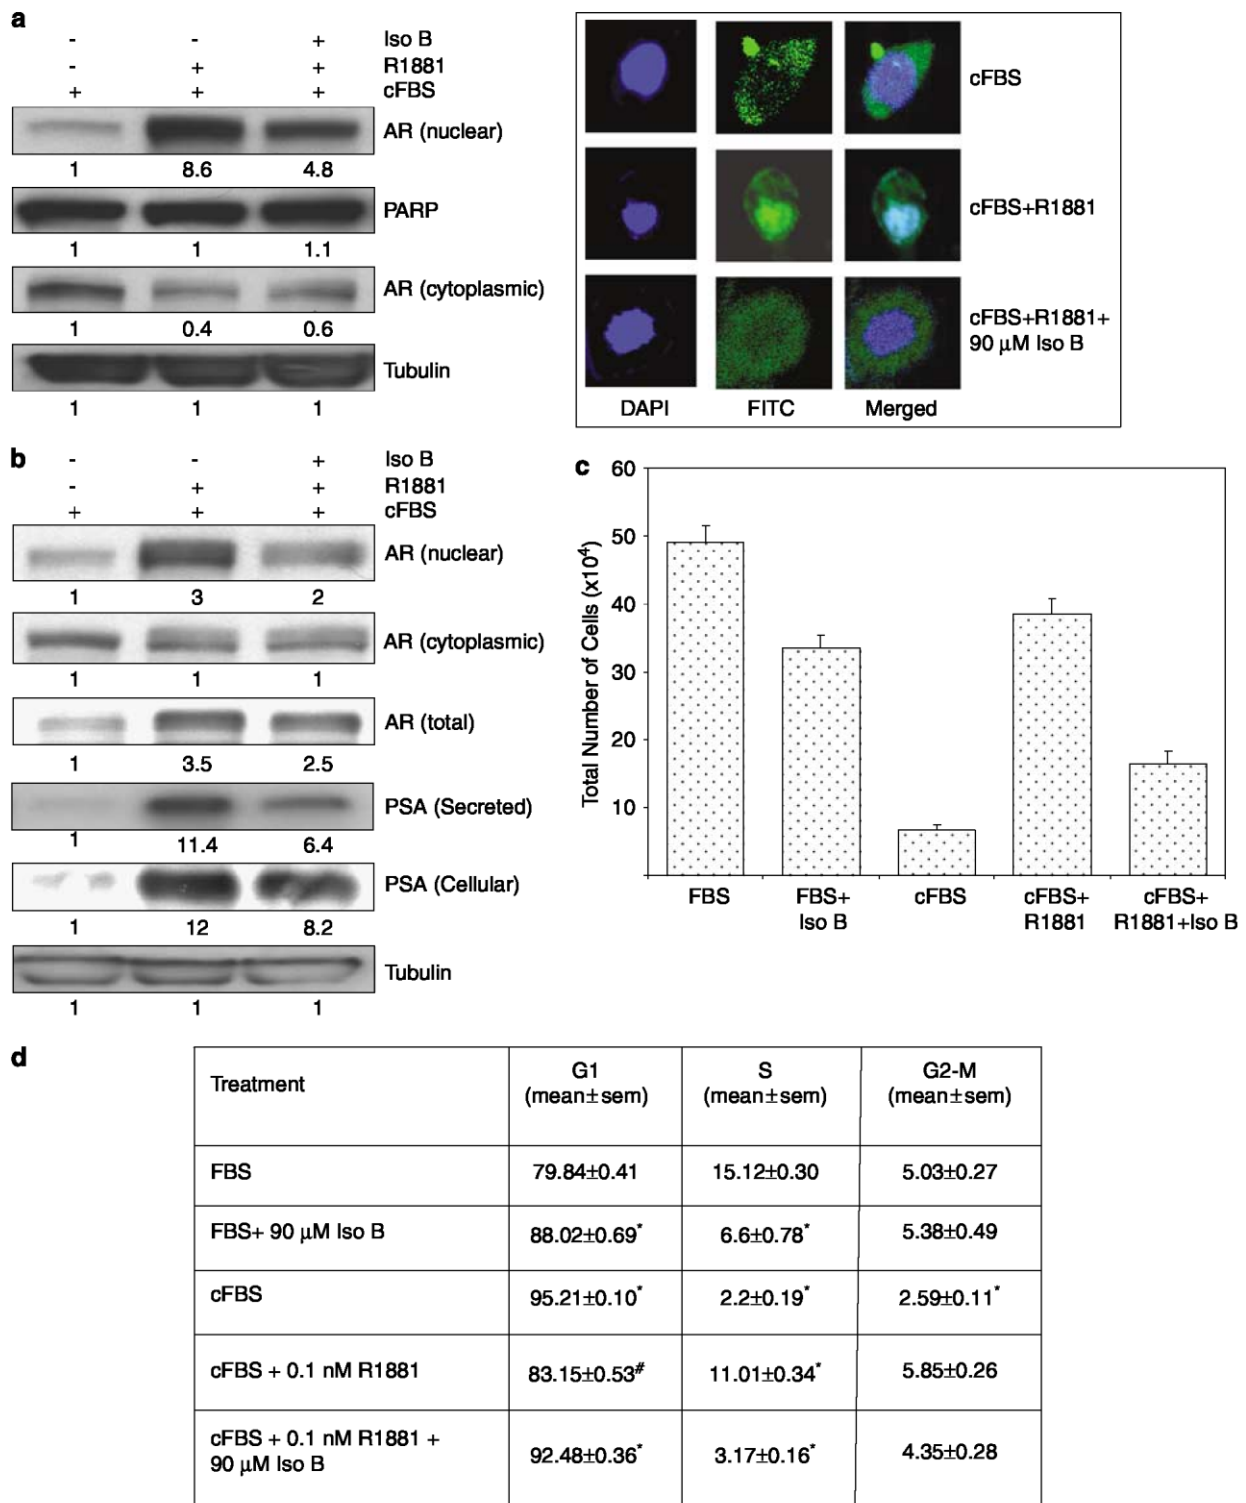 a
- - + Iso B
- + + R1881
+ + + cFBS
AR (nuclear)
1 8.6 4.8
PARP
1 1 1.1
AR (cytoplasmic)
1 0.4 0.6
Tubulin
1 1 1
cFBS
cFBS+R1881
cFBS+R1881+
90 µM Iso B
DAPI FITC Merged
b
- - + Iso B
- + + R1881
+ + + cFBS
AR (nuclear)
1 3 2
AR (cytoplasmic)
1 1 1
AR (total)
1 3.5 2.5
PSA (Secreted)
1 11.4 6.4
PSA (Cellular)
1 12 8.2
Tubulin
1 1 1
c
Total Number of Cells (x10⁴)
60
50
40
30
20
10
FBS FBS+ cFBS cFBS+ cFBS+
Iso B R1881 R1881+Iso B
d
Treatment G1 S G2-M
(mean±sem) (mean±sem) (mean±sem)
FBS 79.84±0.41 15.12±0.30 5.03±0.27
FBS+ 90 µM Iso B 88.02±0.69* 6.6±0.78* 5.38±0.49
cFBS 95.21±0.10* 2.2±0.19* 2.59±0.11*
cFBS + 0.1 nM R1881 83.15±0.53# 11.01±0.34* 5.85±0.26
cFBS + 0.1 nM R1881 +
90 µM Iso B 92.48±0.36* 3.17±0.16* 4.35±0.28